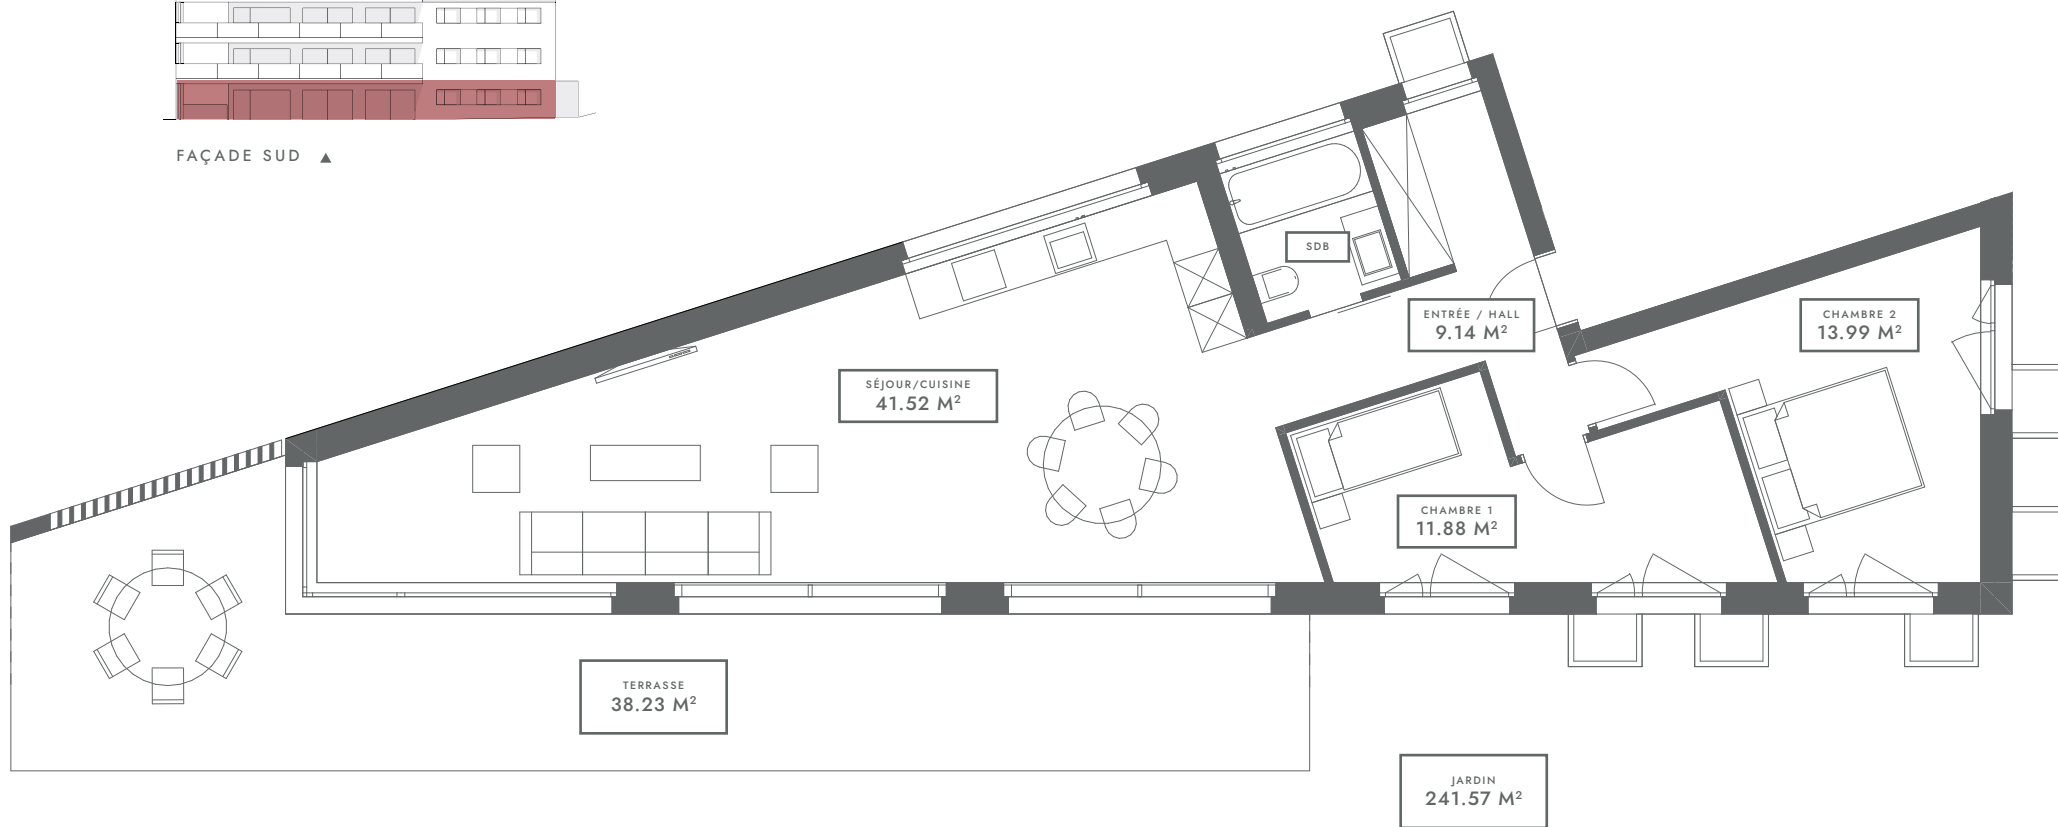 FAÇADE SUD ▲
SDB
ENTRÉE / HALL
9.14 M²
CHAMBRE 2
13.99 M²
SÉJOUR/CUISINE
41.52 M²
CHAMBRE 1
11.88 M²
TERRASSE
38.23 M²
JARDIN
241.57 M²